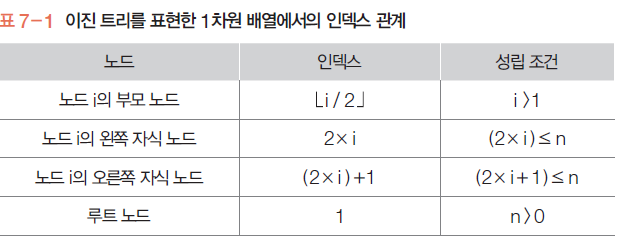 표 7-1 이진 트리를 표현한 1차원 배열에서의 인덱스 관계
노드 인덱스 성립 조건
노드 i의 부모 노드 ⌊i/2⌋ i>1
노드 i의 왼쪽 자식 노드 2×i (2×i)≤n
노드 i의 오른쪽 자식 노드 (2×i)+1 (2×i+1)≤n
루트 노드 1 n>0